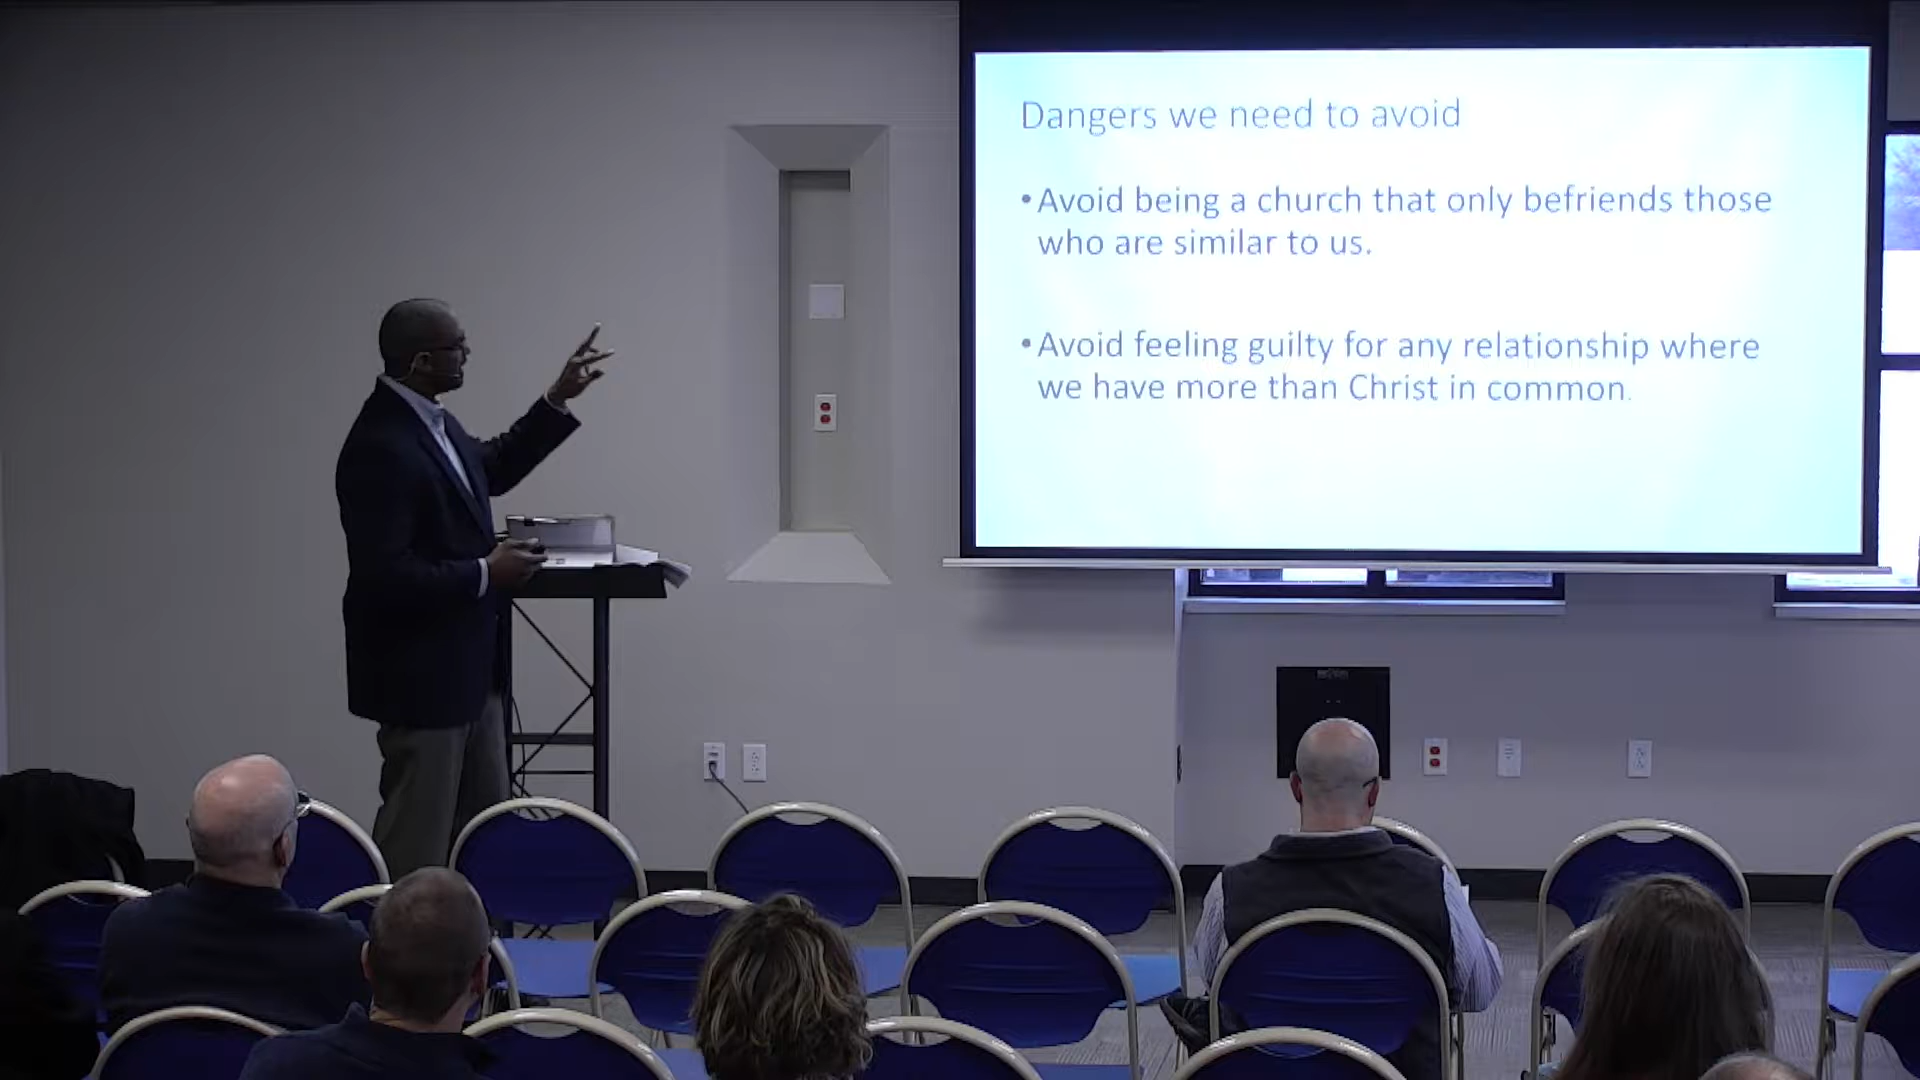 Dangers we need to avoid
•Avoid being a church that only befriends those
who are similar to us.
•Avoid feeling guilty for any relationship where
we have more than Christ in common.